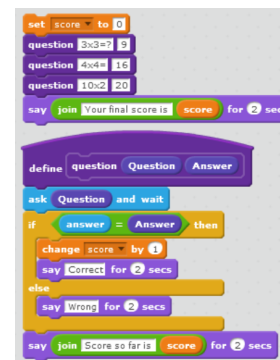 set score to 0
question 3x3=? 9
question 4x4= 16
question 10x2 20
say join Your final score is score for 2 sec
define question Question Answer
ask Question and wait
if answer = Answer then
change score by 1
say Correct for 2 secs
else
say Wrong for 2 secs
say join Score so far is score for 2 secs